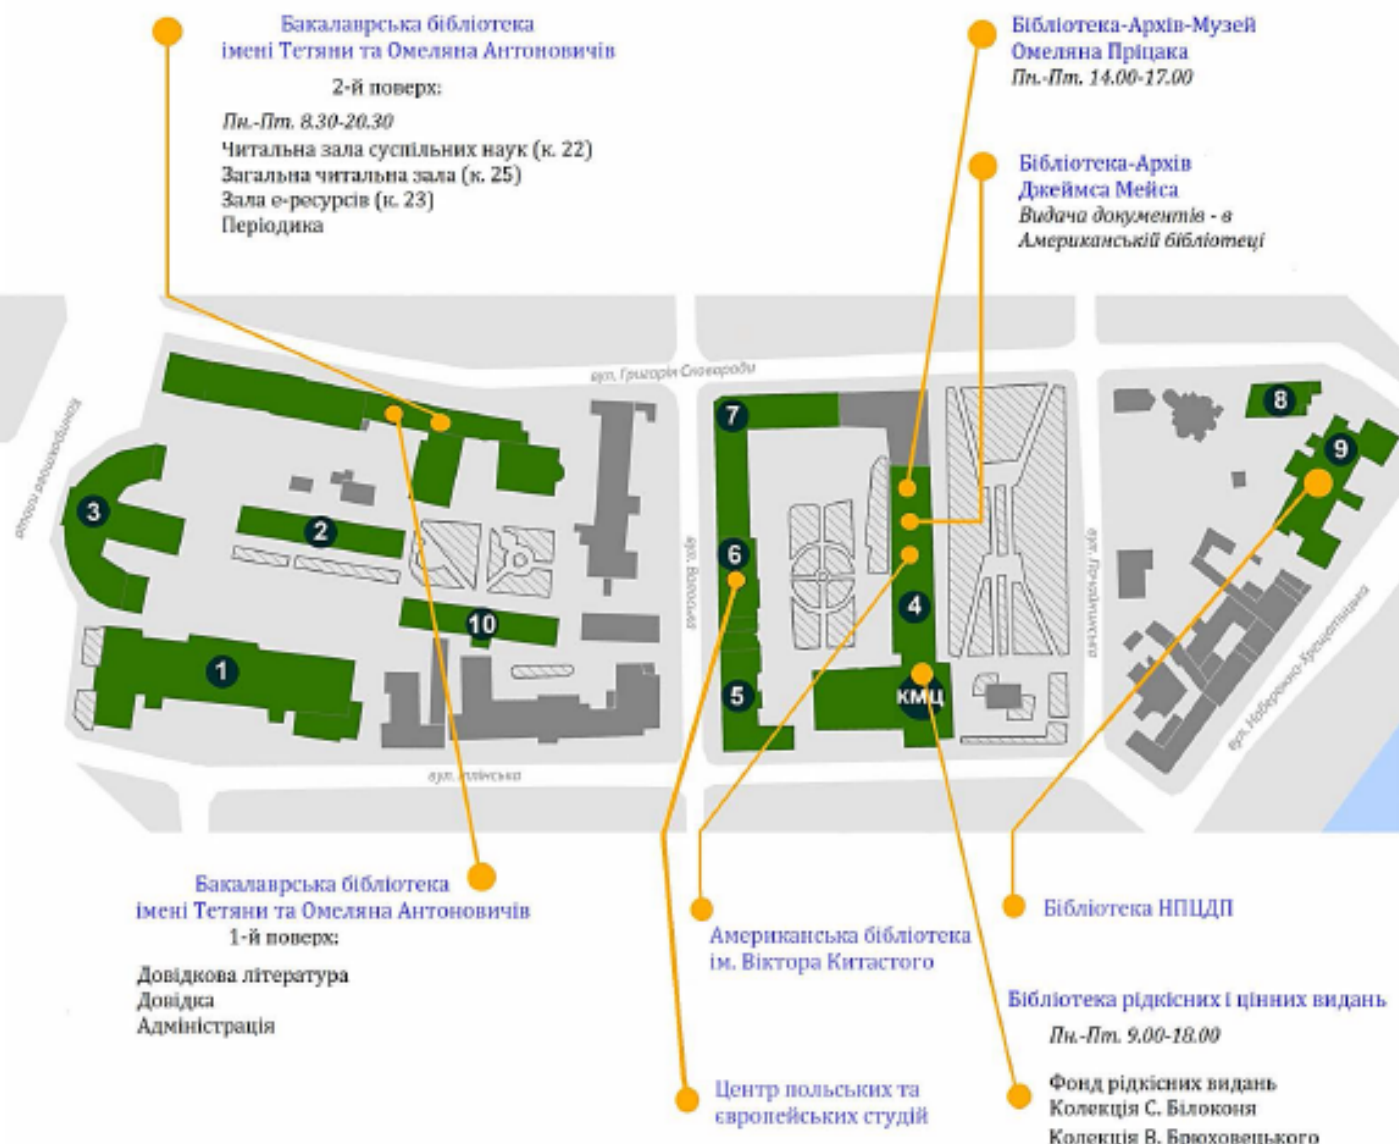 Бакалаврська бібліотека
імені Тетяни та Омеляна Антоновичів
2-й поверх:
Пн.-Пт. 8.30-20.30
Читальна зала суспільних наук (к. 22)
Загальна читальна зала (к. 25)
Зала е-ресурсів (к. 23)
Періодика
Бібліотека-Архів-Музей
Омеляна Пріцака
Пн.-Пт. 14.00-17.00
Бібліотека-Архів
Джеймса Мейса
Видача документів - в
Американській бібліотеці
вул. Григорія Сковороди
Контрактова площа
вул. Волоська
вул. Почайнинська
вул. Набережно-Хрещатицька
вул. Іллінська
7
8
9
3
2
6
10
4
1
5
КМЦ
Бакалаврська бібліотека
імені Тетяни та Омеляна Антоновичів
1-й поверх:
Довідкова література
Довідка
Адміністрація
Американська бібліотека
ім. Віктора Китастого
Бібліотека НПЦДП
Бібліотека рідкісних і цінних видань
Пн.-Пт. 9.00-18.00
Фонд рідкісних видань
Колекція С. Білоконя
Колекція В. Брюховецького
Центр польських та
європейських студій